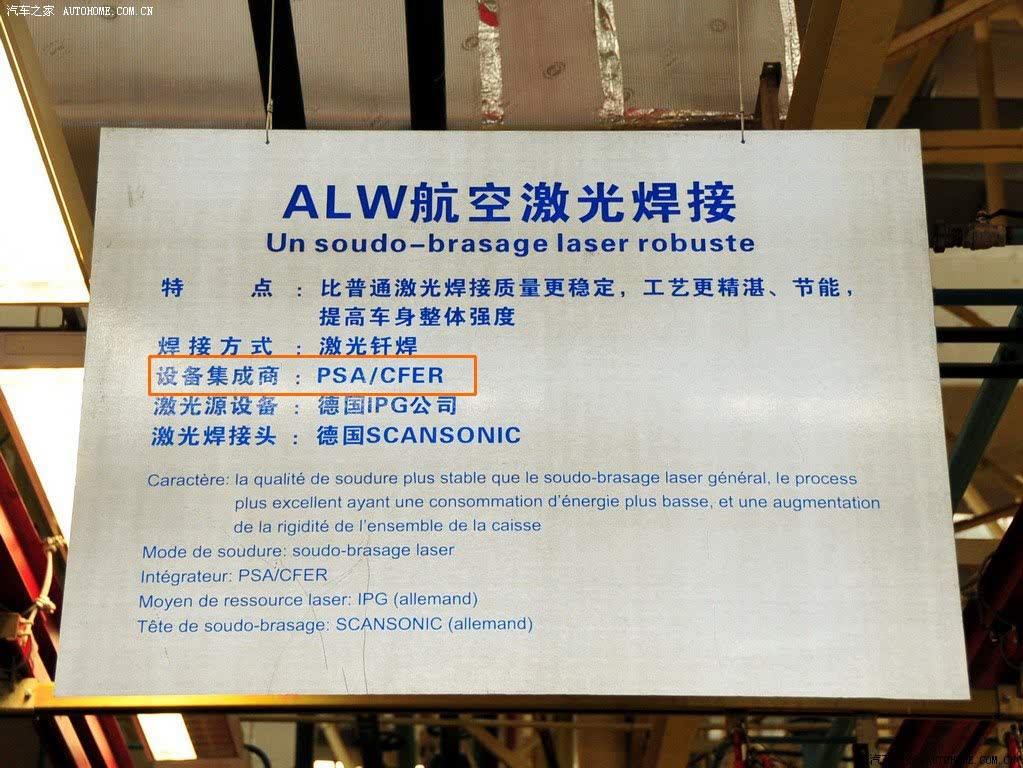 汽车之家 AUTOHOME.COM.CN
ALW航空激光焊接
Un soudo-brasage laser robuste
特 点 : 比普通激光焊接质量更稳定，工艺更精湛、节能，
提高车身整体强度
焊接方式 : 激光钎焊
设备集成商 : PSA/CFER
激光源设备 : 德国IPG公司
激光焊接头 : 德国SCANSONIC
Caractère: la qualité de soudure plus stable que le soudo-brasage laser général, le process
plus excellent ayant une consommation d'énergie plus basse, et une augmentation
de la rigidité de l'ensemble de la caisse
Mode de soudure: soudo-brasage laser
Intégrateur: PSA/CFER
Moyen de ressource laser: IPG (allemand)
Tête de soudo-brasage: SCANSONIC (allemand)
汽车之家 AUTOHOME.COM.CN